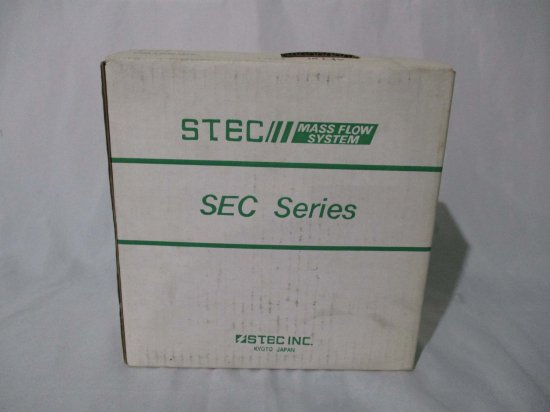 STEC/// MASS FLOW
SYSTEM
SEC Series
STEC INC.
KYOTO JAPAN